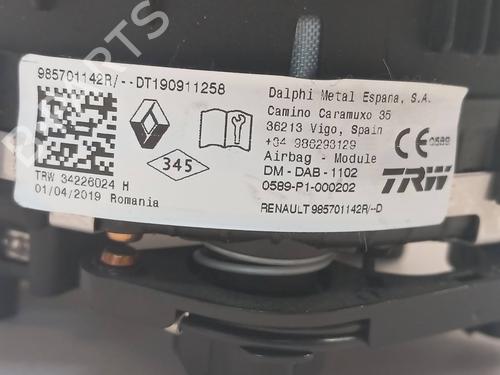 985701142R/--DT190911258
345
TRW 34226024 H
01/04/2019 Romania
Dalphi Metal Espana, S.A.
Camino Caramuxo 35
36213 Vigo, Spain
+34 986293129
Airbag - Module
DM - DAB - 1102
0589-P1-000202
RENAULT 985701142R/--D
CE 0589
TRW